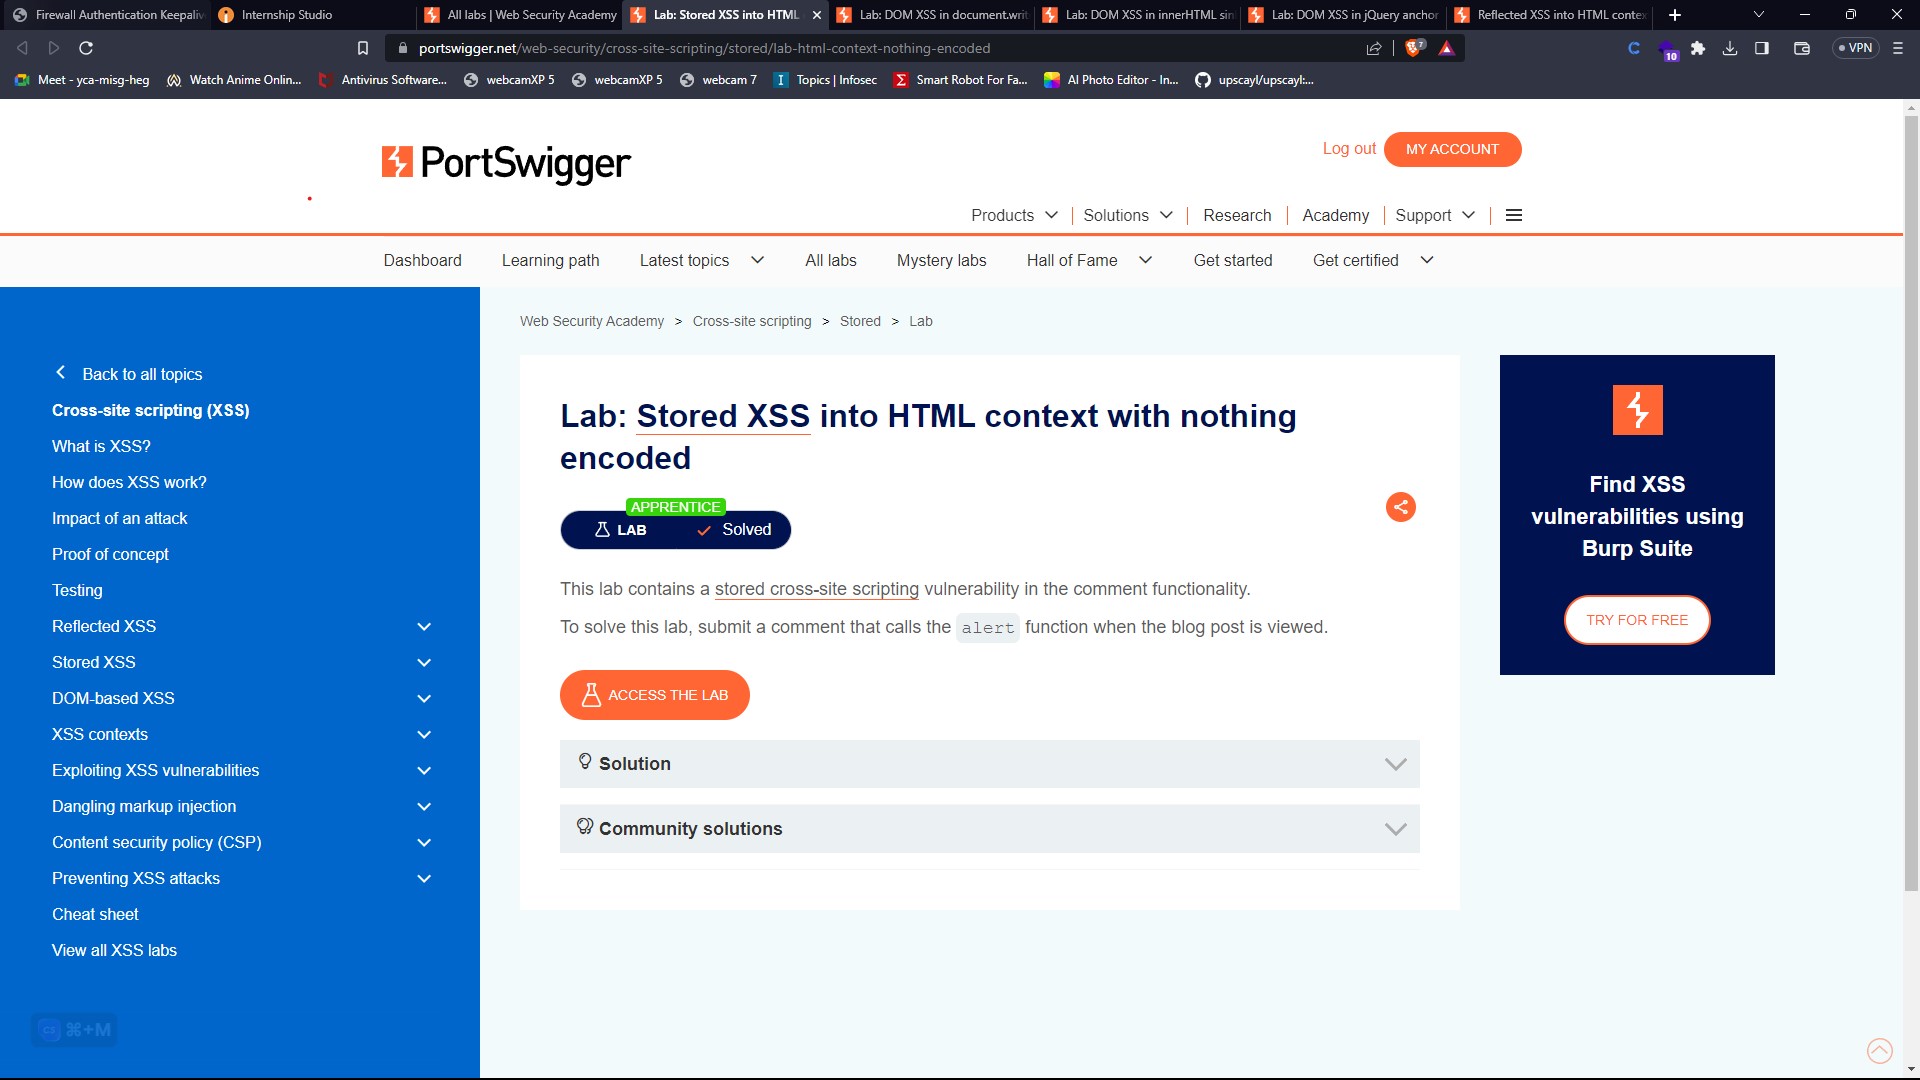 Firewall Authentication Keepaliv
Internship Studio
All labs | Web Security Academy
Lab: Stored XSS into HTML
Lab: DOM XSS in document.writ
Lab: DOM XSS in innerHTML sin
Lab: DOM XSS in jQuery anchor
Reflected XSS into HTML contex
portswigger.net/web-security/cross-site-scripting/stored/lab-html-context-nothing-encoded
7
10
VPN
Meet - yca-misg-heg
Watch Anime Onlin...
Antivirus Software...
webcamXP 5
webcamXP 5
webcam 7
Topics | Infosec
Smart Robot For Fa...
AI Photo Editor - In...
upscayl/upscayl:...
PortSwigger
Log out
MY ACCOUNT
Products
Solutions
Research
Academy
Support
Dashboard
Learning path
Latest topics
All labs
Mystery labs
Hall of Fame
Get started
Get certified
Web Security Academy > Cross-site scripting > Stored > Lab
Back to all topics
Cross-site scripting (XSS)
What is XSS?
How does XSS work?
Impact of an attack
Proof of concept
Testing
Reflected XSS
Stored XSS
DOM-based XSS
XSS contexts
Exploiting XSS vulnerabilities
Dangling markup injection
Content security policy (CSP)
Preventing XSS attacks
Cheat sheet
View all XSS labs
⌘+M
Lab: Stored XSS into HTML context with nothing
encoded
APPRENTICE
LAB
Solved
This lab contains a stored cross-site scripting vulnerability in the comment functionality.
To solve this lab, submit a comment that calls the alert function when the blog post is viewed.
ACCESS THE LAB
Solution
Community solutions
Find XSS
vulnerabilities using
Burp Suite
TRY FOR FREE